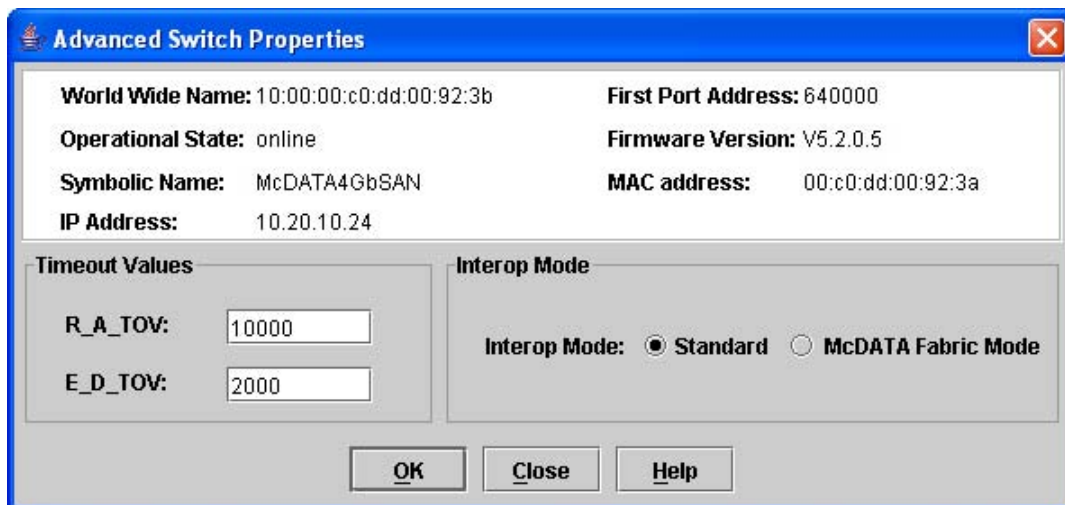 Advanced Switch Properties
World Wide Name: 10:00:00:c0:dd:00:92:3b
First Port Address: 640000
Operational State: online
Firmware Version: V5.2.0.5
Symbolic Name: McDATA4GbSAN
MAC address: 00:c0:dd:00:92:3a
IP Address: 10.20.10.24
Timeout Values
R_A_TOV: 10000
E_D_TOV: 2000
Interop Mode
Interop Mode: Standard McDATA Fabric Mode
OK Close Help